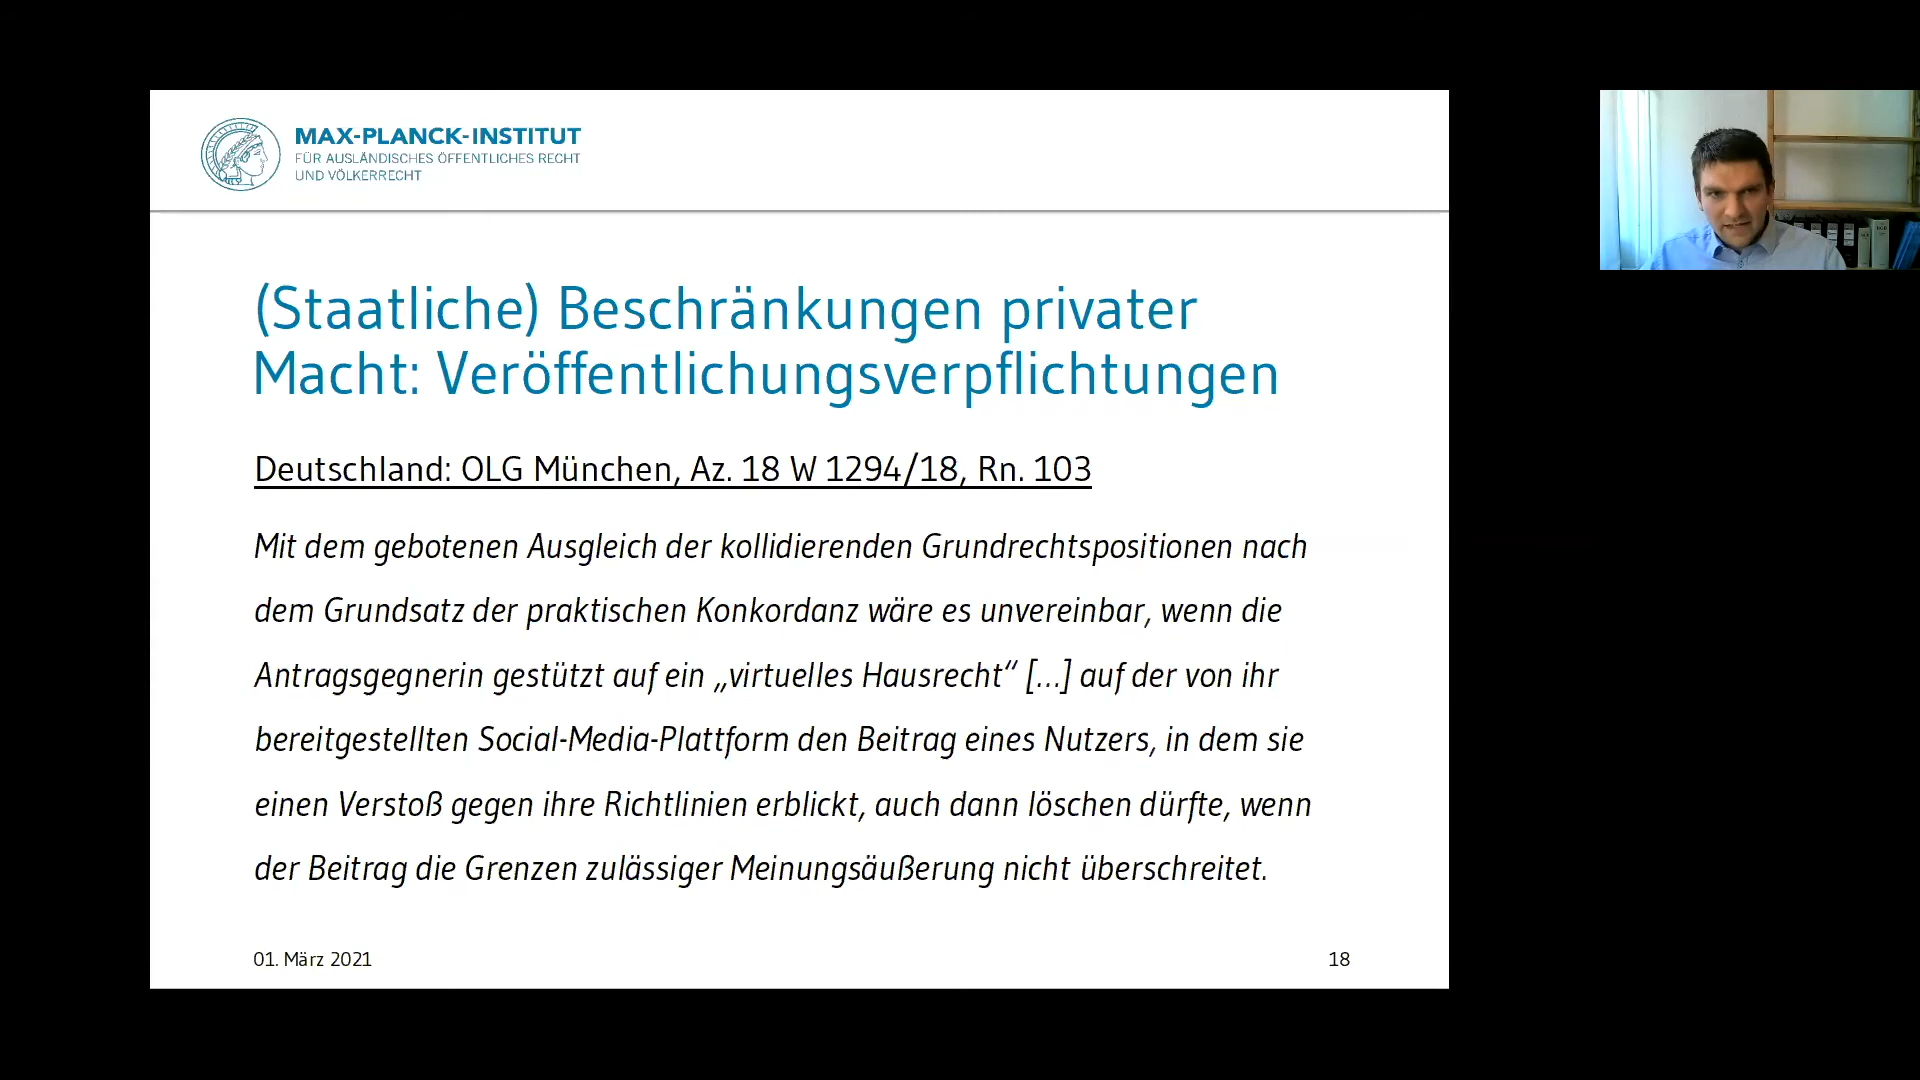 MAX-PLANCK-INSTITUT
FÜR AUSLÄNDISCHES ÖFFENTLICHES RECHT
UND VÖLKERRECHT
(Staatliche) Beschränkungen privater
Macht: Veröffentlichungsverpflichtungen
Deutschland: OLG München, Az. 18 W 1294/18, Rn. 103
Mit dem gebotenen Ausgleich der kollidierenden Grundrechtspositionen nach
dem Grundsatz der praktischen Konkordanz wäre es unvereinbar, wenn die
Antragsgegnerin gestützt auf ein „virtuelles Hausrecht“ [...] auf der von ihr
bereitgestellten Social-Media-Plattform den Beitrag eines Nutzers, in dem sie
einen Verstoß gegen ihre Richtlinien erblickt, auch dann löschen dürfte, wenn
der Beitrag die Grenzen zulässiger Meinungsäußerung nicht überschreitet.
01. März 2021
18